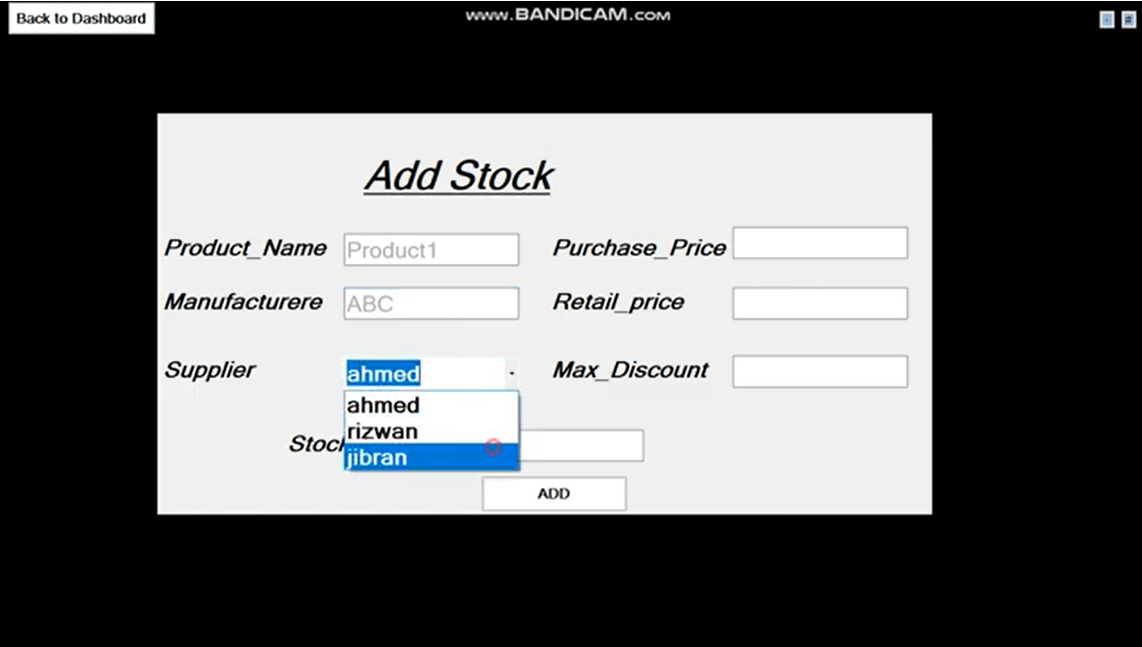 Back to Dashboard
www.BANDICAM.com
Add Stock
Product_Name
Product1
Purchase_Price
Manufacturere
ABC
Retail_price
Supplier
ahmed
Max_Discount
ahmed
rizwan
jibran
ADD